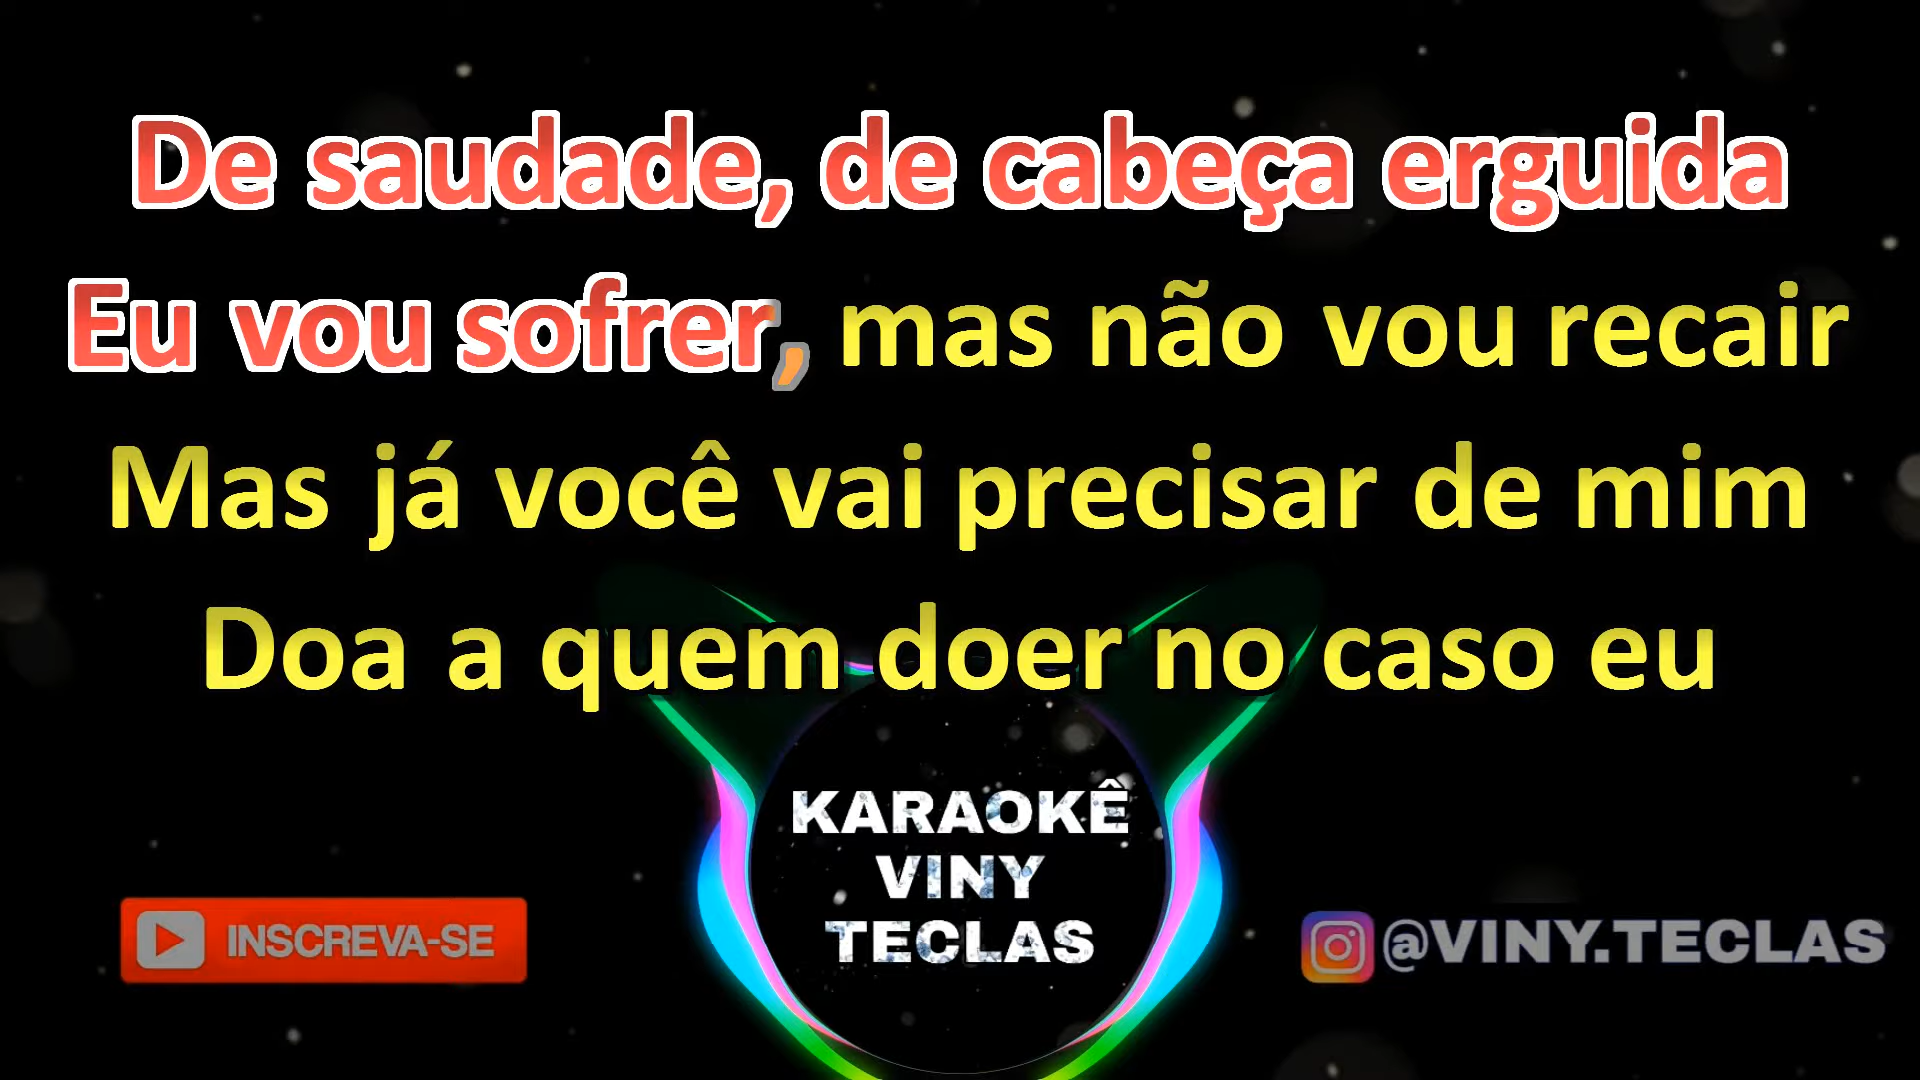 De saudade, de cabeça erguida
Eu vou sofrer, mas não vou recair
Mas já você vai precisar de mim
Doa a quem doer no caso eu
KARAOKÊ
VINY
TECLAS
INSCREVA-SE
@VINY.TECLAS